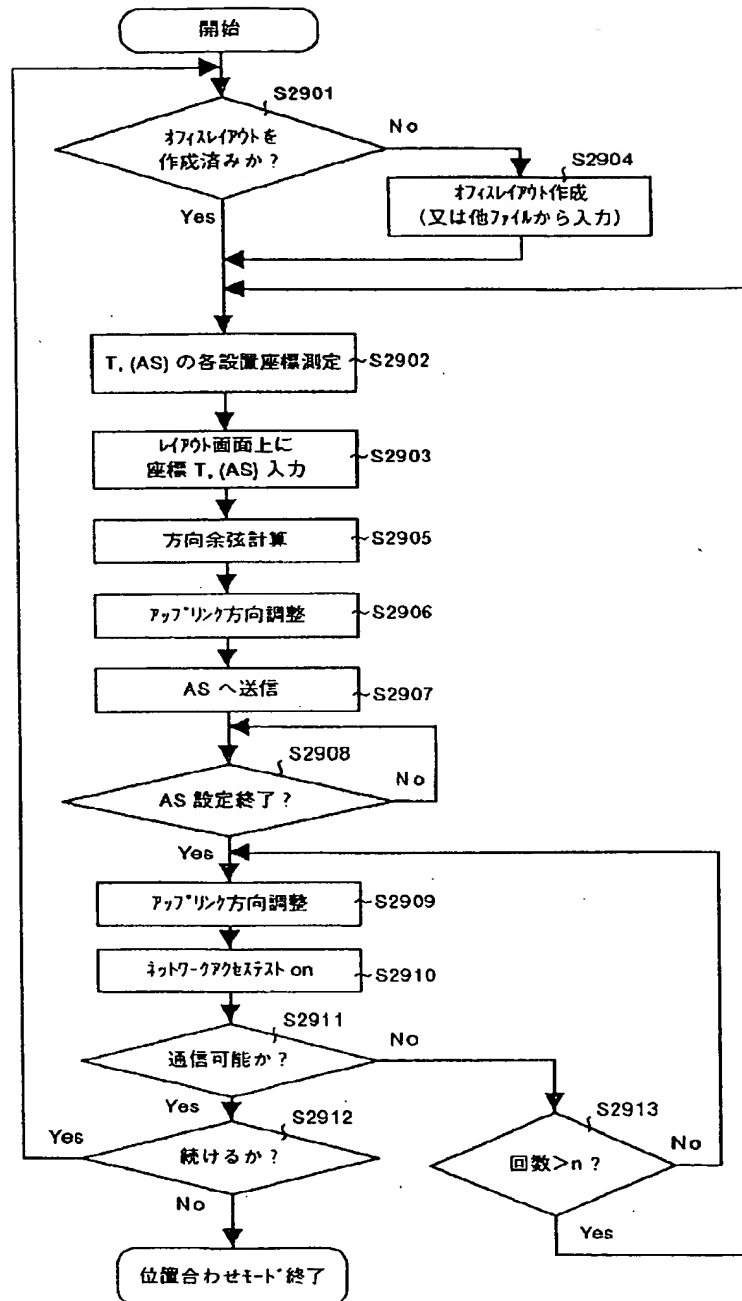 開始
S2901
オフィスレイアウトを
作成済みか?
No
Yes
S2904
オフィスレイアウト作成
(又は他ファイルから入力)
T, (AS) の各設置座標測定
S2902
レイアウト画面上に
座標 T, (AS) 入力
S2903
方向余弦計算
S2905
アップリンク方向調整
S2906
AS へ送信
S2907
S2908
AS 設定終了?
No
Yes
アップリンク方向調整
S2909
ネットワークアクセステスト on
S2910
S2911
通信可能か?
No
Yes
S2912
続けるか?
Yes
No
S2913
回数>n?
No
Yes
位置合わせモード終了